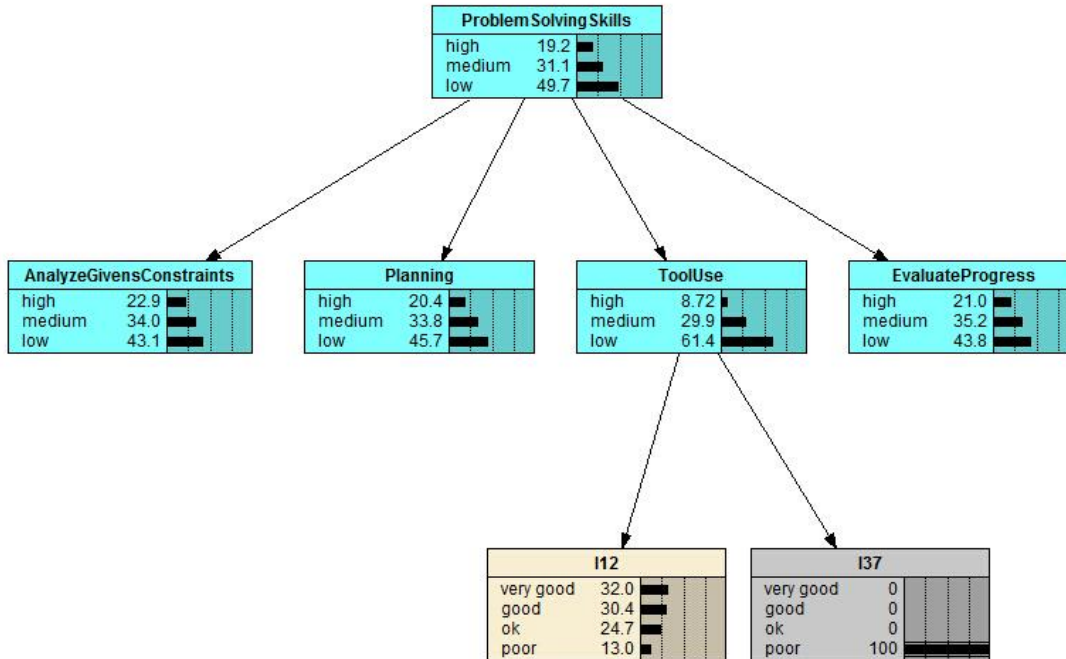 ProblemSolvingSkills
high 19.2
medium 31.1
low 49.7
AnalyzeGivensConstraints
high 22.9
medium 34.0
low 43.1
Planning
high 20.4
medium 33.8
low 45.7
ToolUse
high 8.72
medium 29.9
low 61.4
EvaluateProgress
high 21.0
medium 35.2
low 43.8
I12
very good 32.0
good 30.4
ok 24.7
poor 13.0
I37
very good 0
good 0
ok 0
poor 100